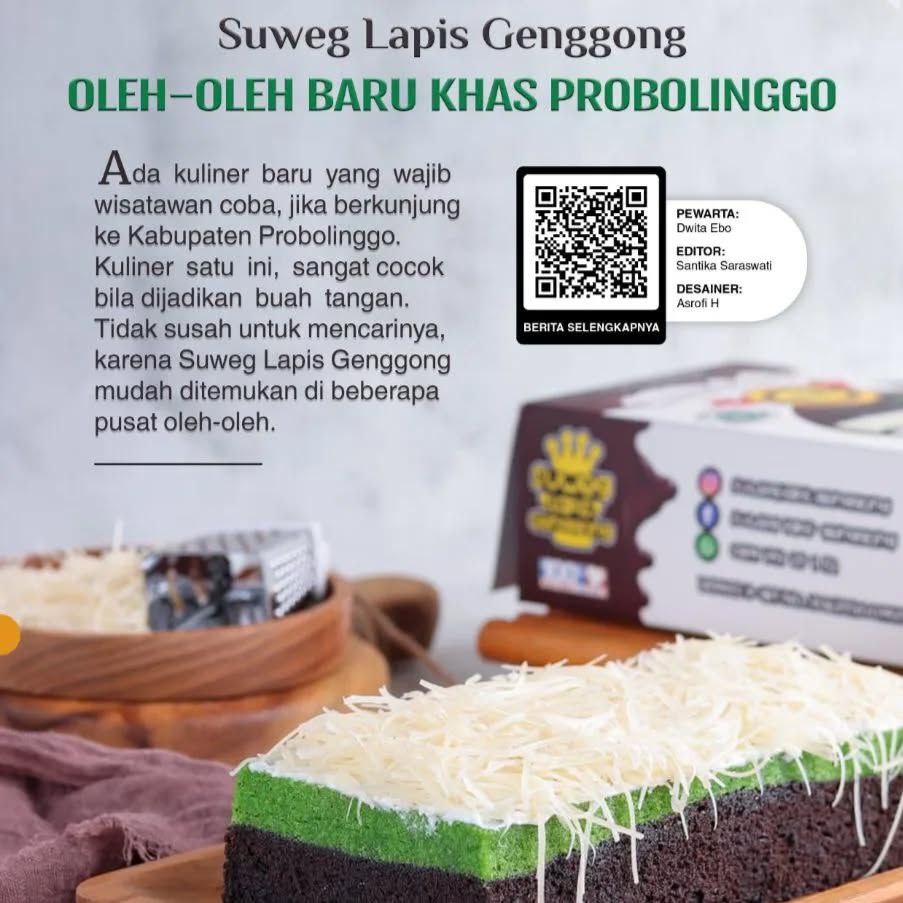 Suweg Lapis Genggong
OLEH-OLEH BARU KHAS PROBOLINGGO
Ada kuliner baru yang wajib
wisatawan coba, jika berkunjung
ke Kabupaten Probolinggo.
Kuliner satu ini, sangat cocok
bila dijadikan buah tangan.
Tidak susah untuk mencarinya,
karena Suweg Lapis Genggong
mudah ditemukan di beberapa
pusat oleh-oleh.
PEWARTA:
Dwita Ebo
EDITOR:
Santika Saraswati
DESAINER:
Asrofi H
BERITA SELENGKAPNYA